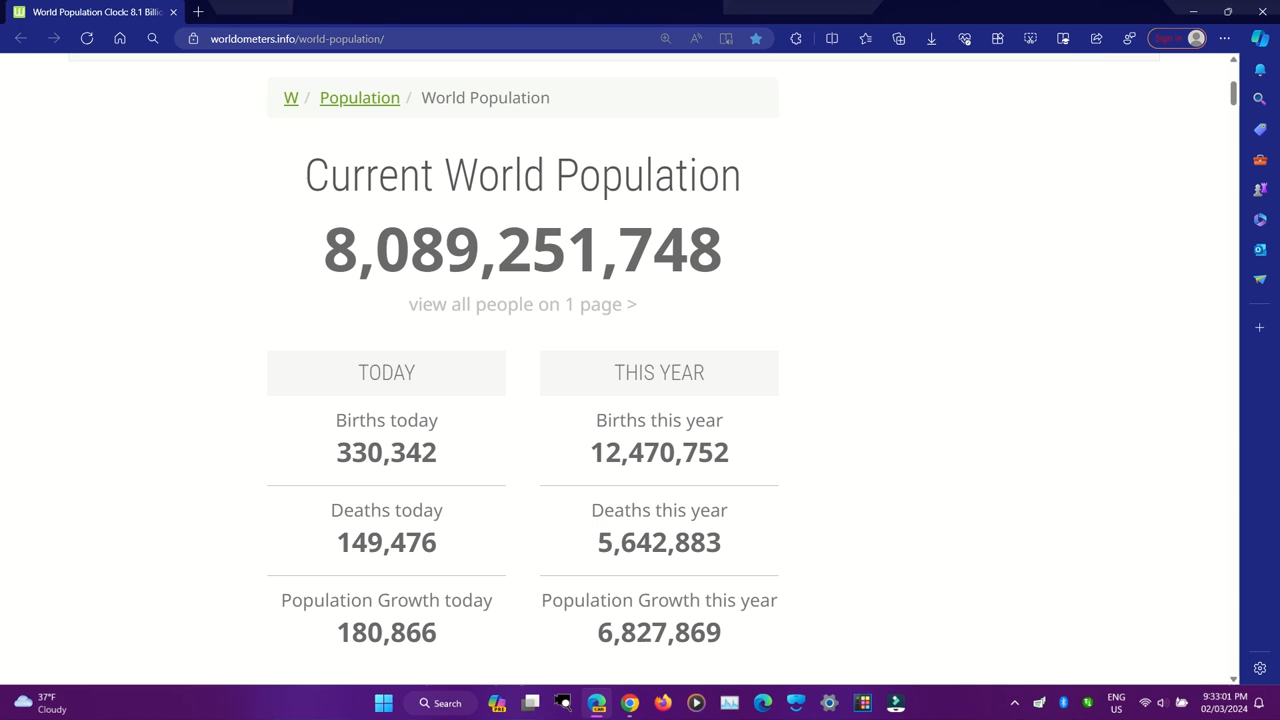 World Population Clock: 8.1 Billi
worldometers.info/world-population/
Sign in
W / Population / World Population
Current World Population
8,089,251,748
view all people on 1 page >
TODAY
THIS YEAR
Births today
Births this year
330,342
12,470,752
Deaths today
Deaths this year
149,476
5,642,883
Population Growth today
Population Growth this year
180,866
6,827,869
37°F
Cloudy
Search
ENG
US
9:33:01 PM
02/03/2024